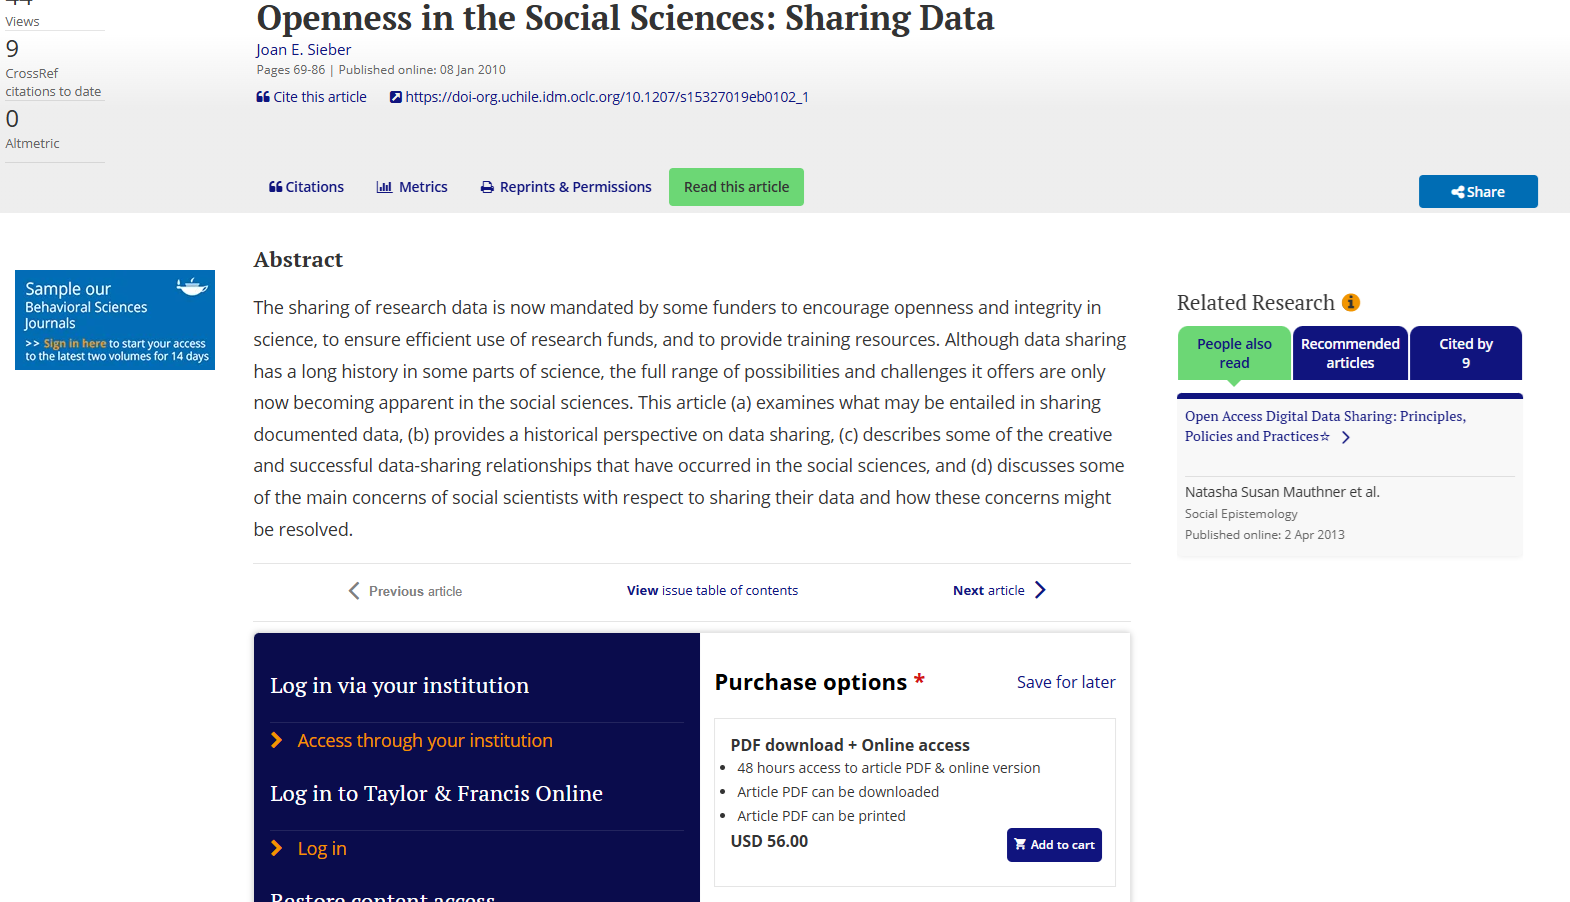 Views
9
CrossRef
citations to date
0
Altmetric
Openness in the Social Sciences: Sharing Data
Joan E. Sieber
Pages 69-86 | Published online: 08 Jan 2010
Cite this article https://doi-org.uchile.idm.oclc.org/10.1207/s15327019eb0102_1
Citations Metrics Reprints & Permissions Read this article
Share
Sample our
Behavioral Sciences
Journals
>> Sign in here to start your access
to the latest two volumes for 14 days
Abstract
The sharing of research data is now mandated by some funders to encourage openness and integrity in
science, to ensure efficient use of research funds, and to provide training resources. Although data sharing
has a long history in some parts of science, the full range of possibilities and challenges it offers are only
now becoming apparent in the social sciences. This article (a) examines what may be entailed in sharing
documented data, (b) provides a historical perspective on data sharing, (c) describes some of the creative
and successful data-sharing relationships that have occurred in the social sciences, and (d) discusses some
of the main concerns of social scientists with respect to sharing their data and how these concerns might
be resolved.
Previous article View issue table of contents Next article
Log in via your institution
Access through your institution
Log in to Taylor & Francis Online
Log in
Restore content access
Purchase options *
Save for later
PDF download + Online access
• 48 hours access to article PDF & online version
• Article PDF can be downloaded
• Article PDF can be printed
USD 56.00
Add to cart
Related Research
People also
read
Recommended
articles
Cited by
9
Open Access Digital Data Sharing: Principles,
Policies and Practices☆
Natasha Susan Mauthner et al.
Social Epistemology
Published online: 2 Apr 2013